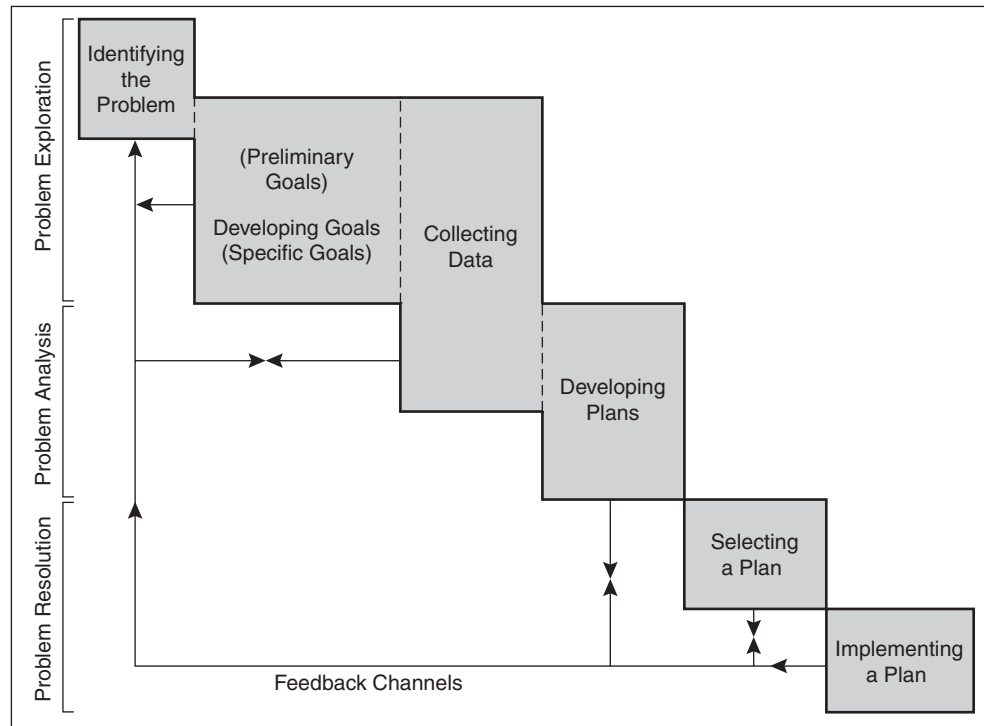 Problem Exploration
Identifying
the
Problem
(Preliminary
Goals)
Developing Goals
(Specific Goals)
Collecting
Data
Problem Analysis
Developing
Plans
Problem Resolution
Selecting
a Plan
Implementing
a Plan
Feedback Channels